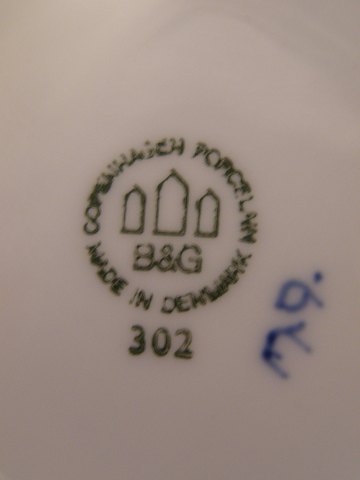 COPENHAGEN PORCELAIN
B&G
MADE IN DENMARK
302